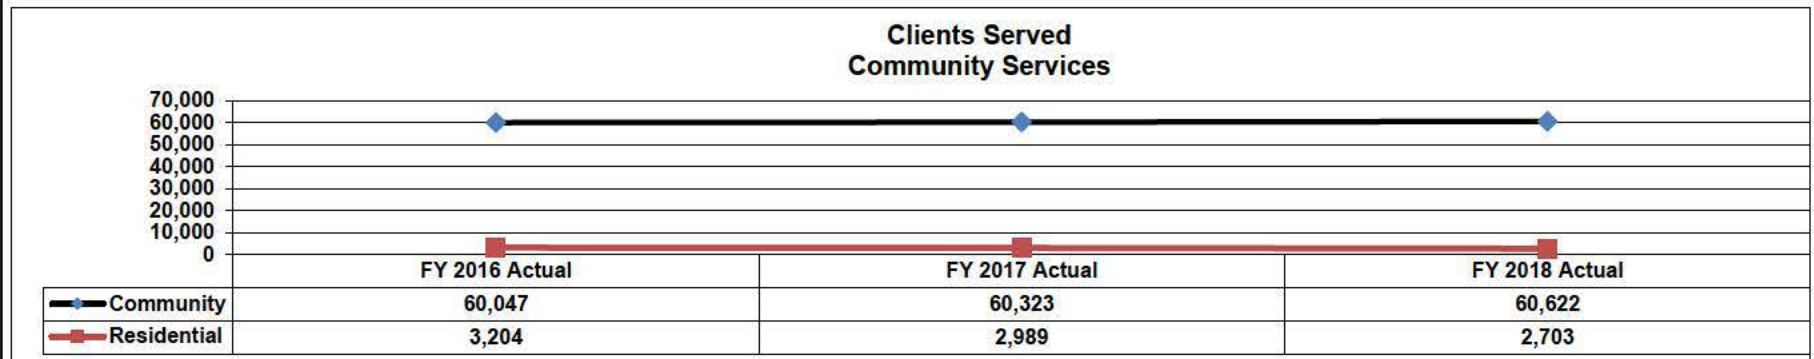 Clients Served
Community Services
70,000
60,000
50,000
40,000
30,000
20,000
10,000
0
FY 2016 Actual FY 2017 Actual FY 2018 Actual
Community 60,047 60,323 60,622
Residential 3,204 2,989 2,703